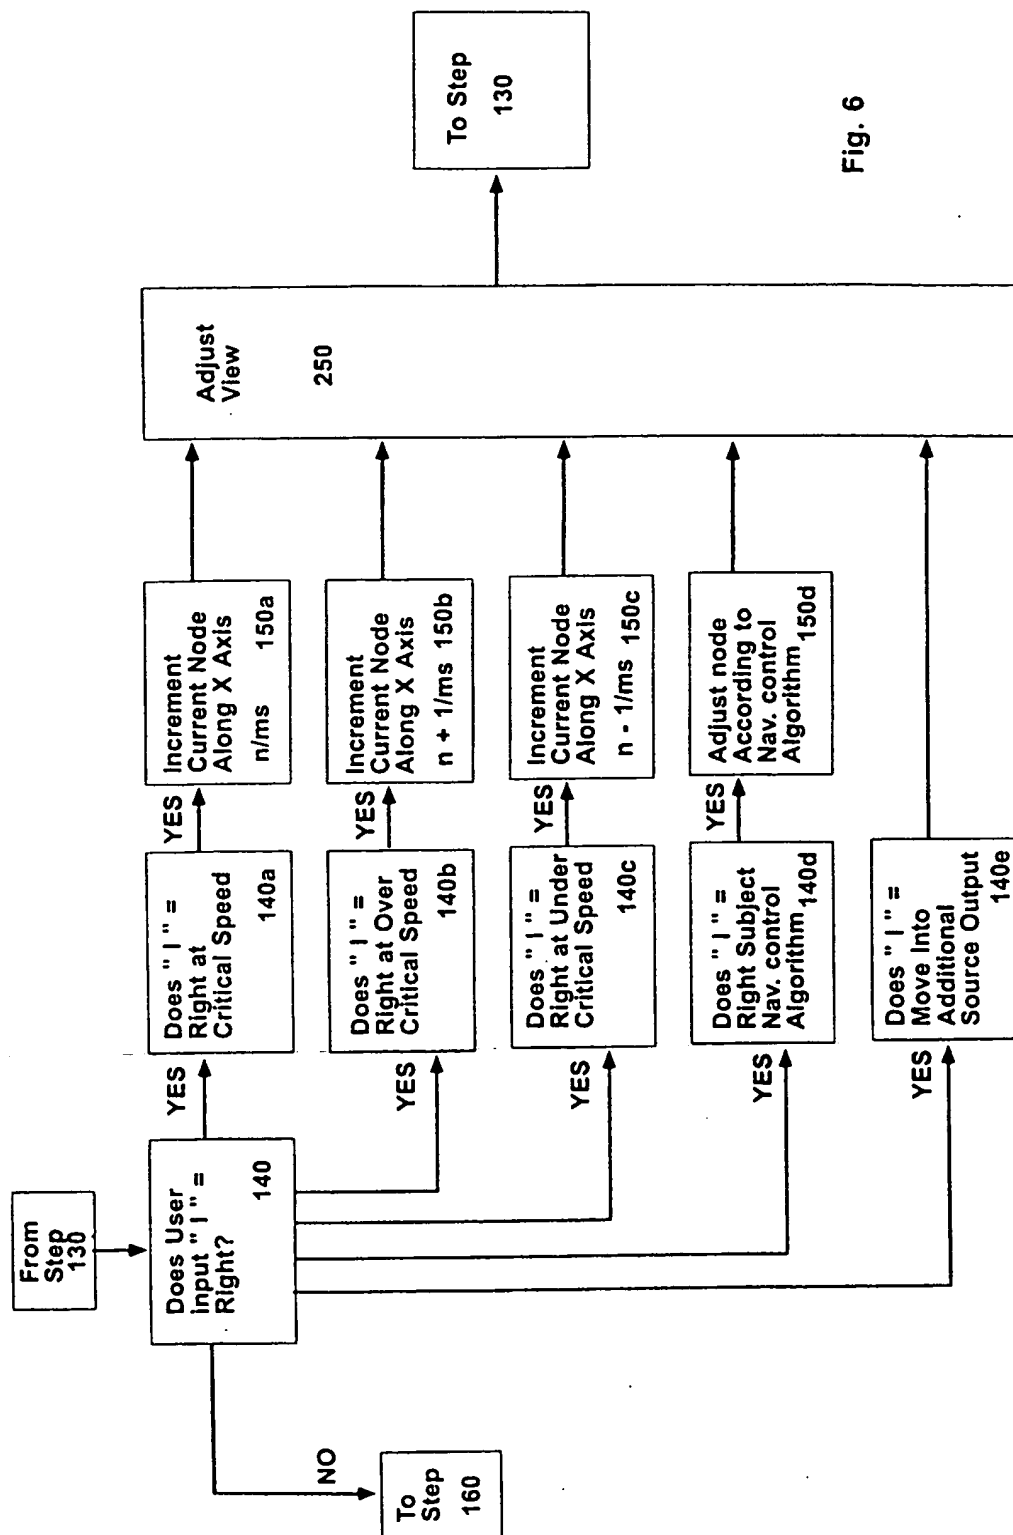 From
Step
130
Does User
input " I " =
Right?
140
NO
To
Step
160
YES
Does " I " =
Right at
Critical Speed
140a
YES
Increment
Current Node
Along X Axis
n/ms 150a
YES
Does " I " =
Right at Over
Critical Speed
140b
YES
Increment
Current Node
Along X Axis
n + 1/ms 150b
YES
Does " I " =
Right at Under
Critical Speed
140c
YES
Increment
Current Node
Along X Axis
n - 1/ms 150c
YES
Does " I " =
Right Subject
Nav. control
Algorithm
140d
YES
Adjust node
According to
Nav. control
Algorithm
150d
YES
Does " I " =
Move Into
Additional
Source Output
140e
Adjust
View
250
To Step
130
Fig. 6